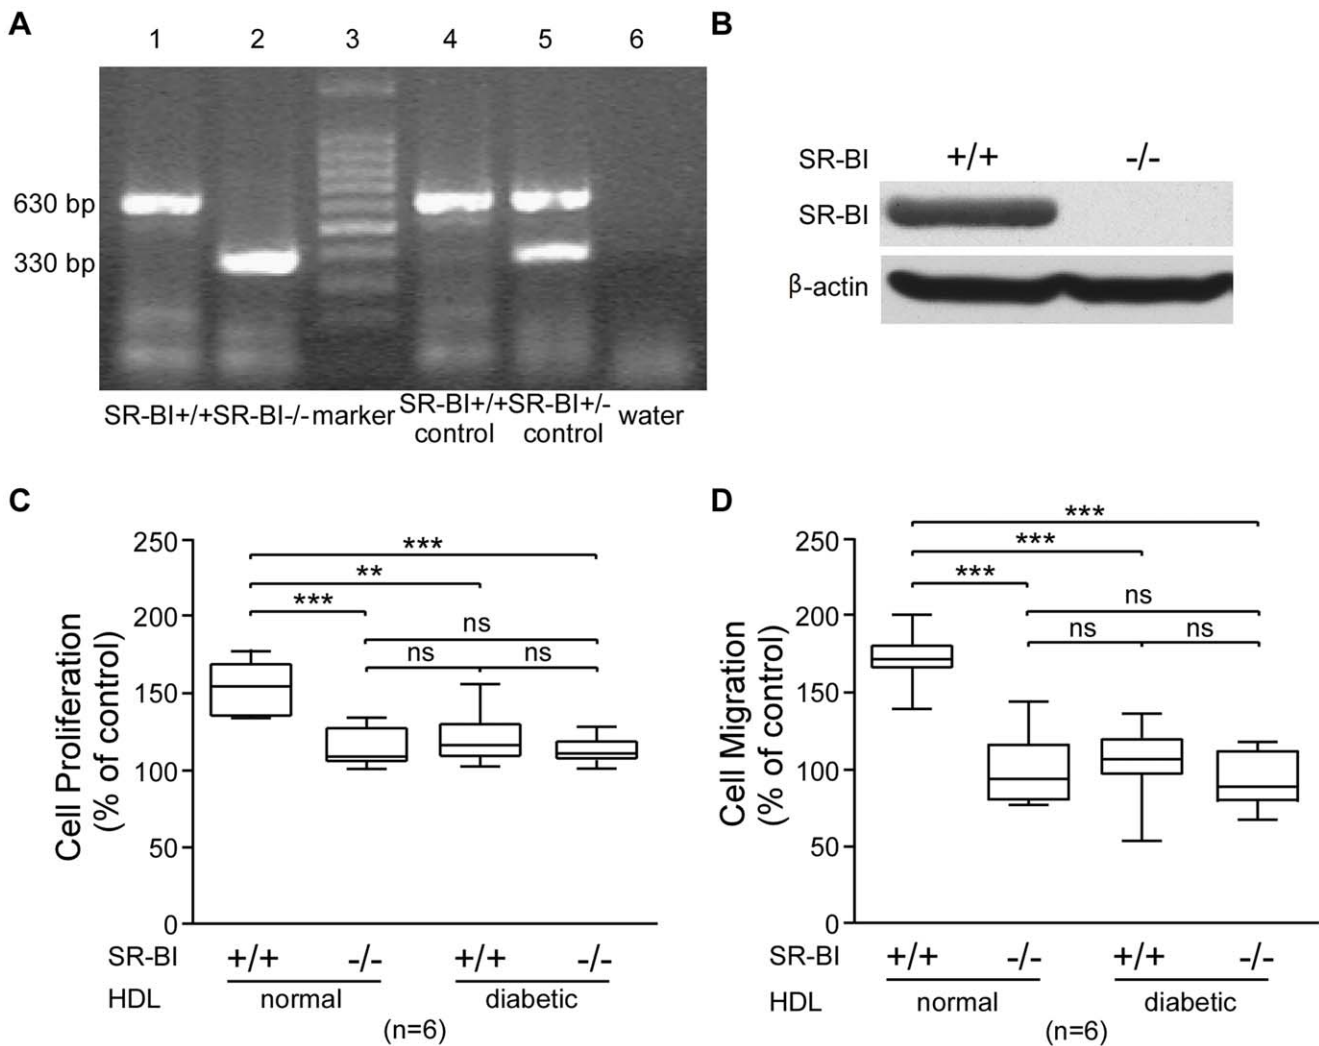 A
1 2 3 4 5 6
630 bp
330 bp
SR-BI+/+ SR-BI-/- marker SR-BI+/+ SR-BI+/- water
control control
B
SR-BI +/+ -/-
SR-BI
β-actin
C
Cell Proliferation
(% of control)
250
200
150
100
50
0
***
**
***
ns
ns ns
SR-BI +/+ -/- +/+ -/-
HDL normal diabetic
(n=6)
D
Cell Migration
(% of control)
250
200
150
100
50
0
***
***
***
ns
ns ns
SR-BI +/+ -/- +/+ -/-
HDL normal diabetic
(n=6)